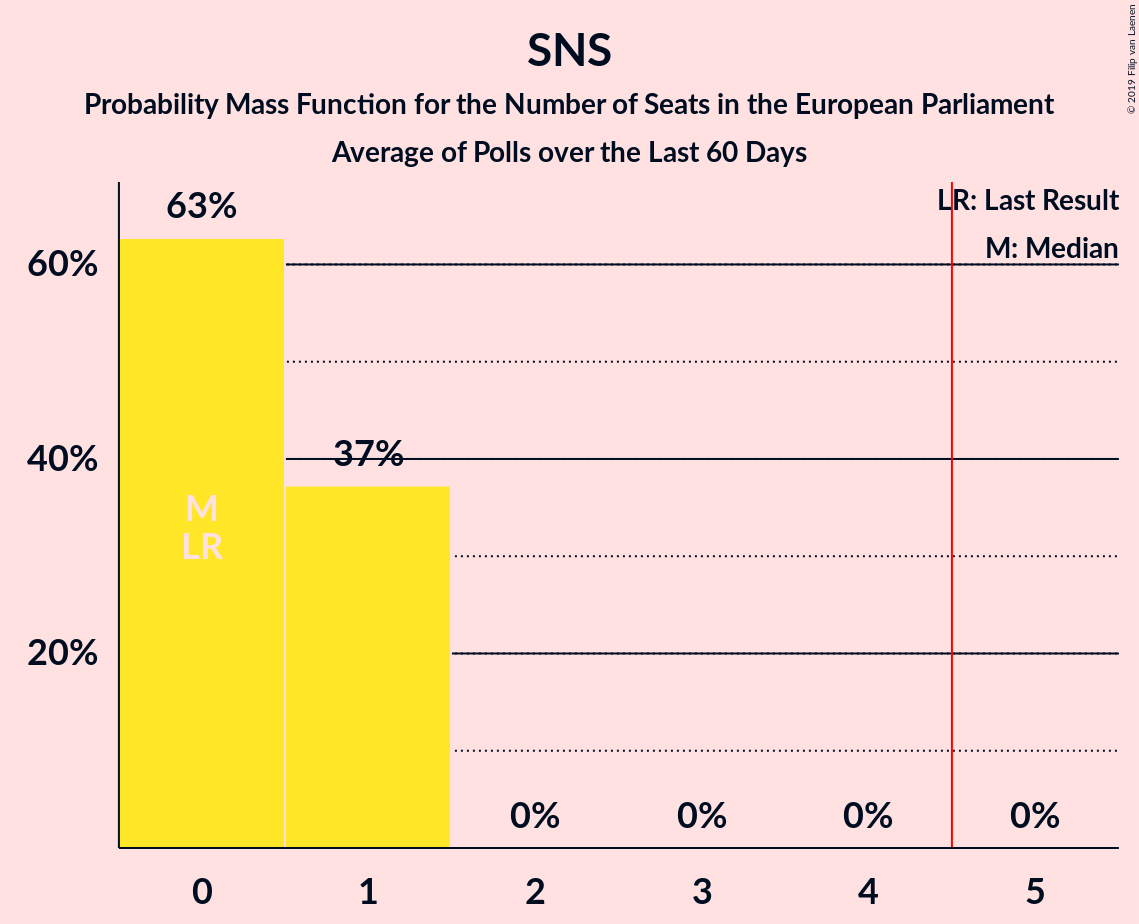 SNS
Probability Mass Function for the Number of Seats in the European Parliament
Average of Polls over the Last 60 Days
© 2019 Filip van Laenen
LR: Last Result
M: Median
63%
60%
37%
40%
M
LR
20%
0% 0% 0% 0%
0 1 2 3 4 5